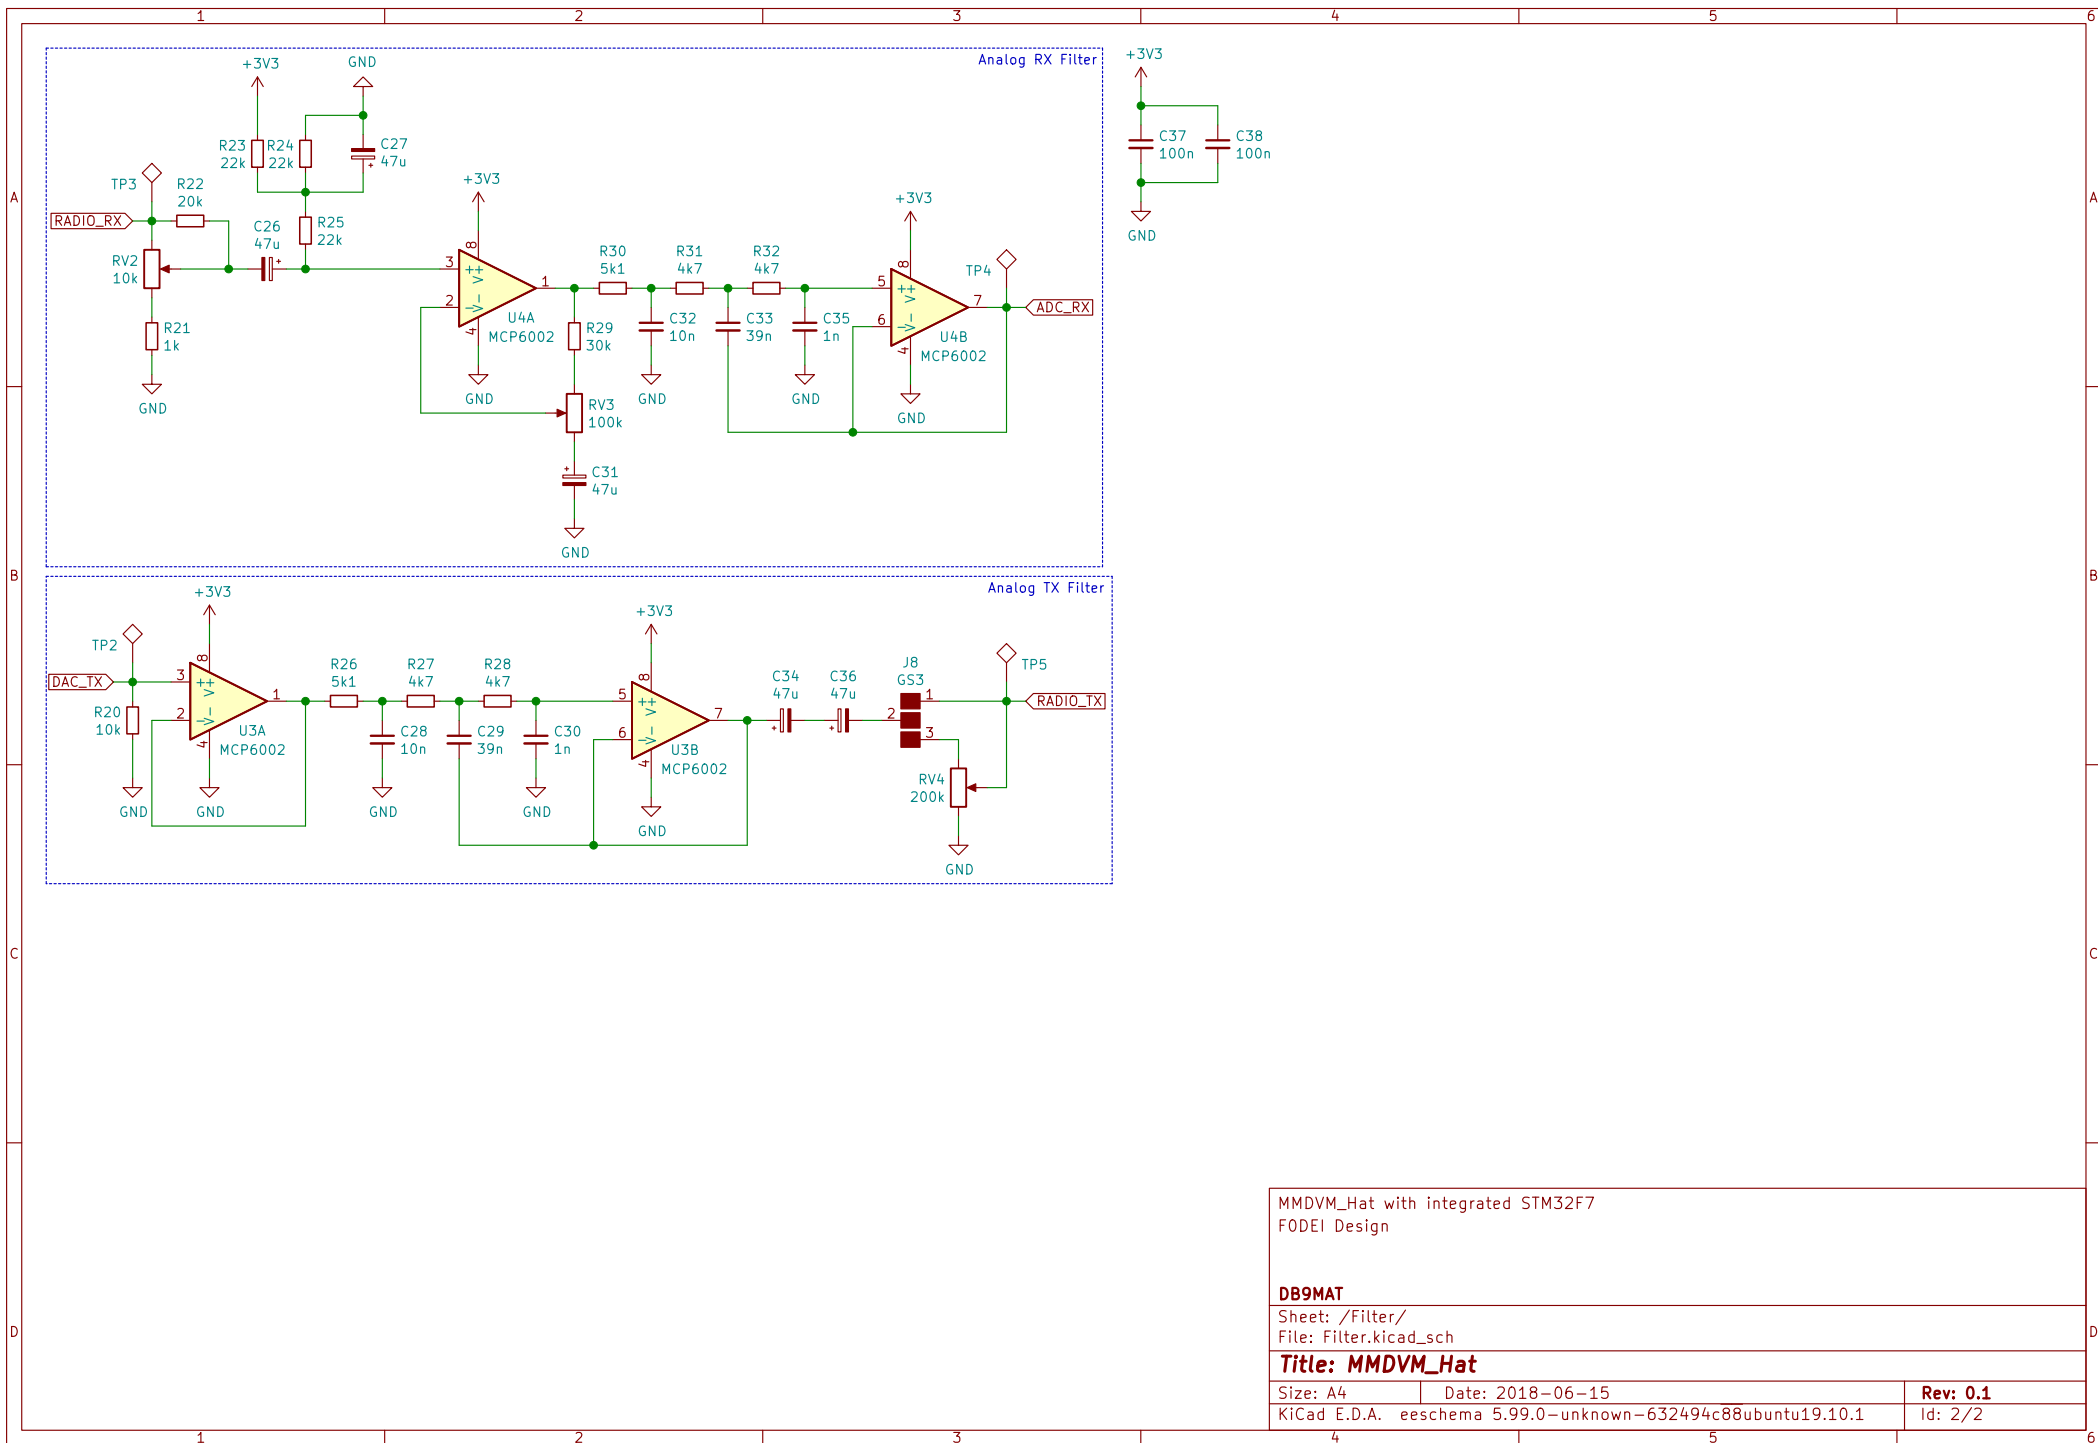 1 2 3 4 5 6
Analog RX Filter
+3V3
GND
+3V3
R23
22k
R24
22k
C27
47u
C37
100n
C38
100n
GND
TP3
R22
20k
+3V3
A
A
RADIO_RX
R25
22k
C26
47u
+3V3
RV2
10k
R21
1k
GND
3
2
8
4
1
++
V
V-
U4A
MCP6002
GND
R30
5k1
R31
4k7
R32
4k7
R29
30k
C32
10n
C33
39n
C35
1n
GND
GND
5
6
8
4
7
++
V
V-
U4B
MCP6002
GND
TP4
ADC_RX
RV3
100k
C31
47u
GND
B
B
Analog TX Filter
+3V3
+3V3
TP2
DAC_TX
R20
10k
GND
3
2
8
4
1
++
V
V-
U3A
MCP6002
GND
R26
5k1
R27
4k7
R28
4k7
C28
10n
C29
39n
C30
1n
GND
GND
5
6
8
4
7
++
V
V-
U3B
MCP6002
GND
C34
47u
C36
47u
J8
GS3
1
2
3
TP5
RADIO_TX
RV4
200k
GND
C
C
MMDVM_Hat with integrated STM32F7
F0DEI Design
DB9MAT
Sheet: /Filter/
File: Filter.kicad_sch
D
D
Title: MMDVM_Hat
Size: A4 Date: 2018-06-15 Rev: 0.1
KiCad E.D.A. eeschema 5.99.0-unknown-632494c88ubuntu19.10.1 Id: 2/2
1 2 3 4 5 6